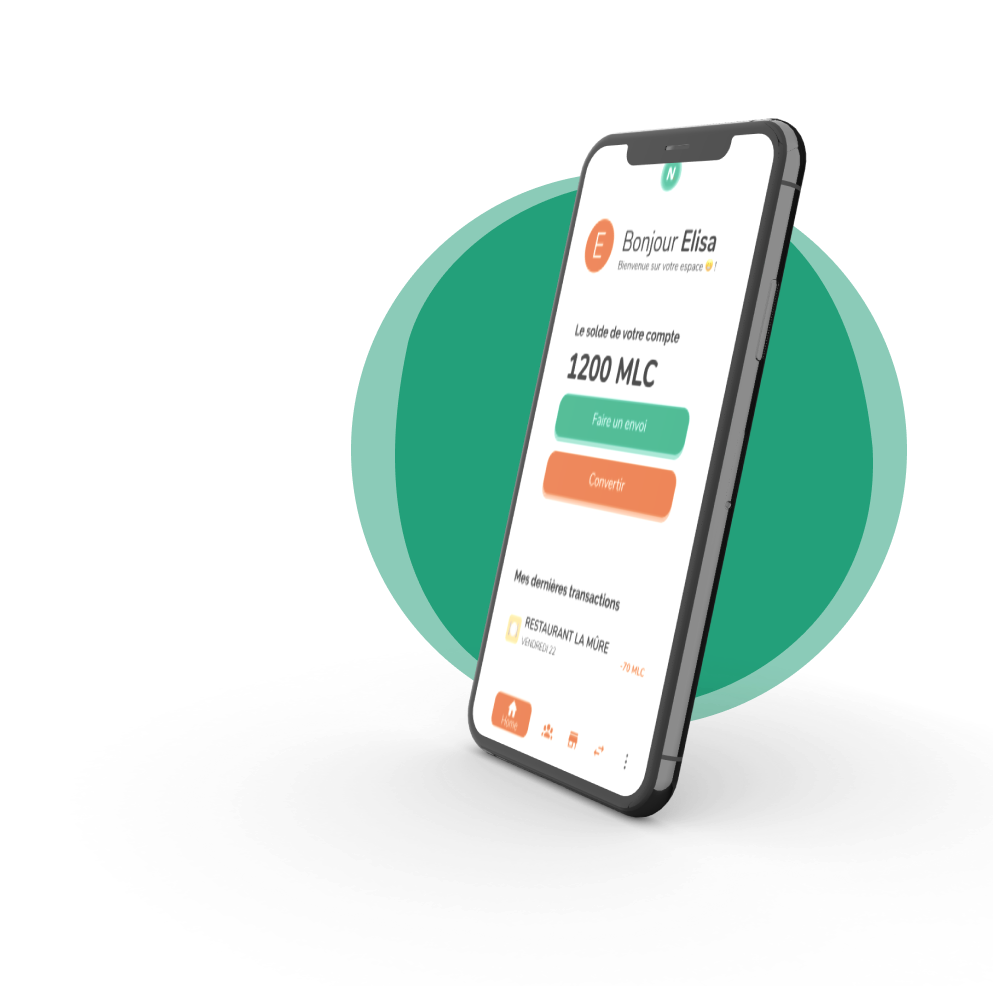 N
E
Bonjour Elisa
Bienvenue sur votre espace 😊 !
Le solde de votre compte
1200 MLC
Faire un envoi
Convertir
Mes dernières transactions
RESTAURANT LA MÛRE
VENDREDI 22
-70 MLC
Home